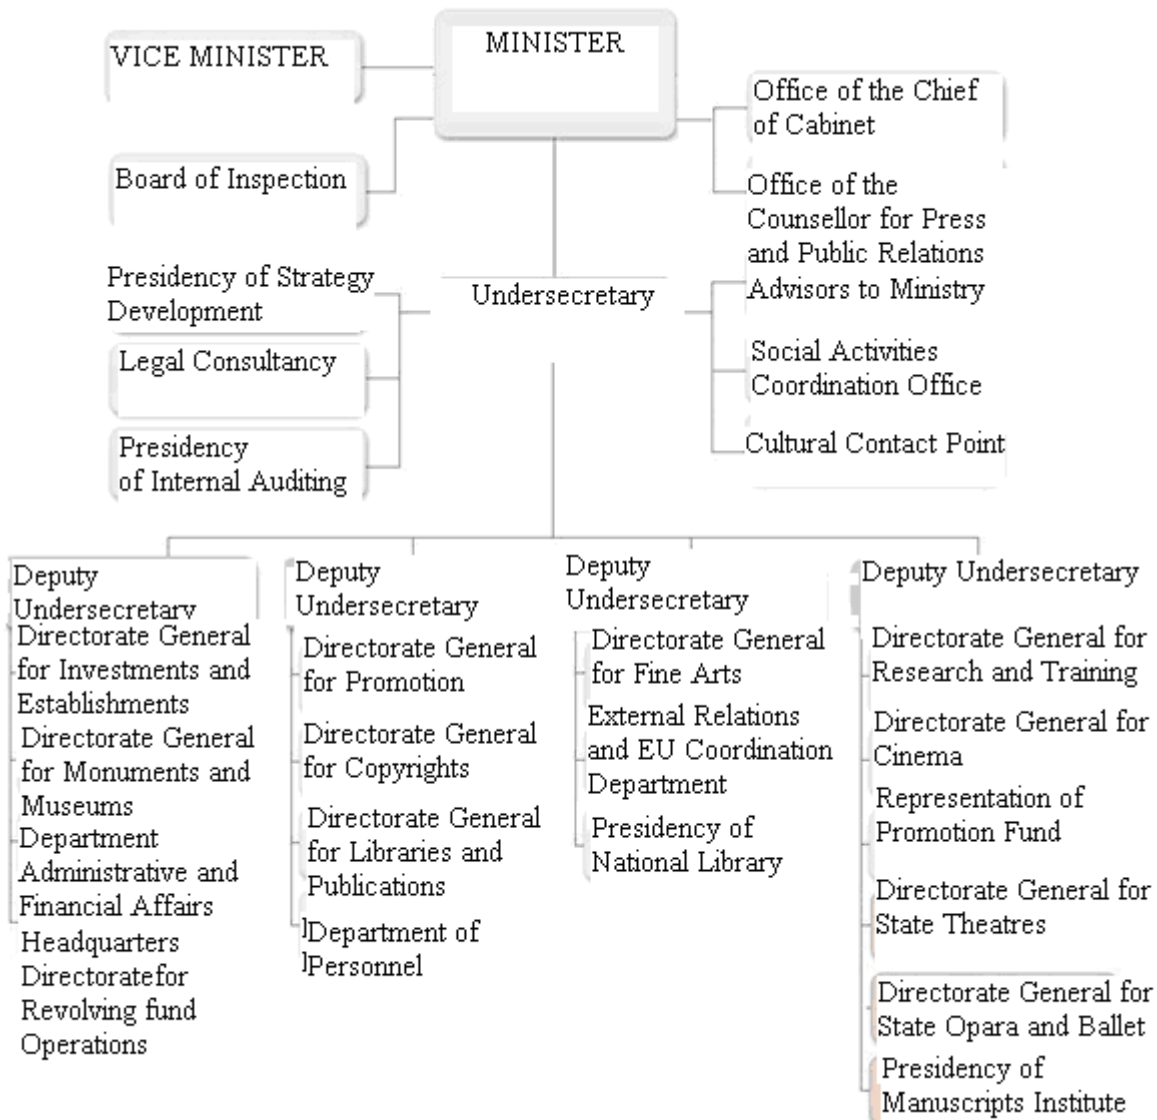 MINISTER
VICE MINISTER
Office of the Chief
of Cabinet
Board of Inspection
Office of the
Counsellor for Press
and Public Relations
Presidency of Strategy
Development
Undersecretary
Advisors to Ministry
Legal Consultancy
Social Activities
Coordination Office
Presidency
of Internal Auditing
Cultural Contact Point
Deputy
Undersecretary
Directorate General
for Investments and
Establishments
Directorate General
for Monuments and
Museums
Department
Administrative and
Financial Affairs
Headquarters
Directoratefor
Revolving fund
Operations
Deputy
Undersecretary
Directorate General
for Promotion
Directorate General
for Copyrights
Directorate General
for Libraries and
Publications
Department of
Personnel
Deputy
Undersecretary
Directorate General
for Fine Arts
External Relations
and EU Coordination
Department
Presidency of
National Library
Deputy Undersecretary
Directorate General for
Research and Training
Directorate General for
Cinema
Representation of
Promotion Fund
Directorate General for
State Theatres
Directorate General for
State Opara and Ballet
Presidency of
Manuscripts Institute